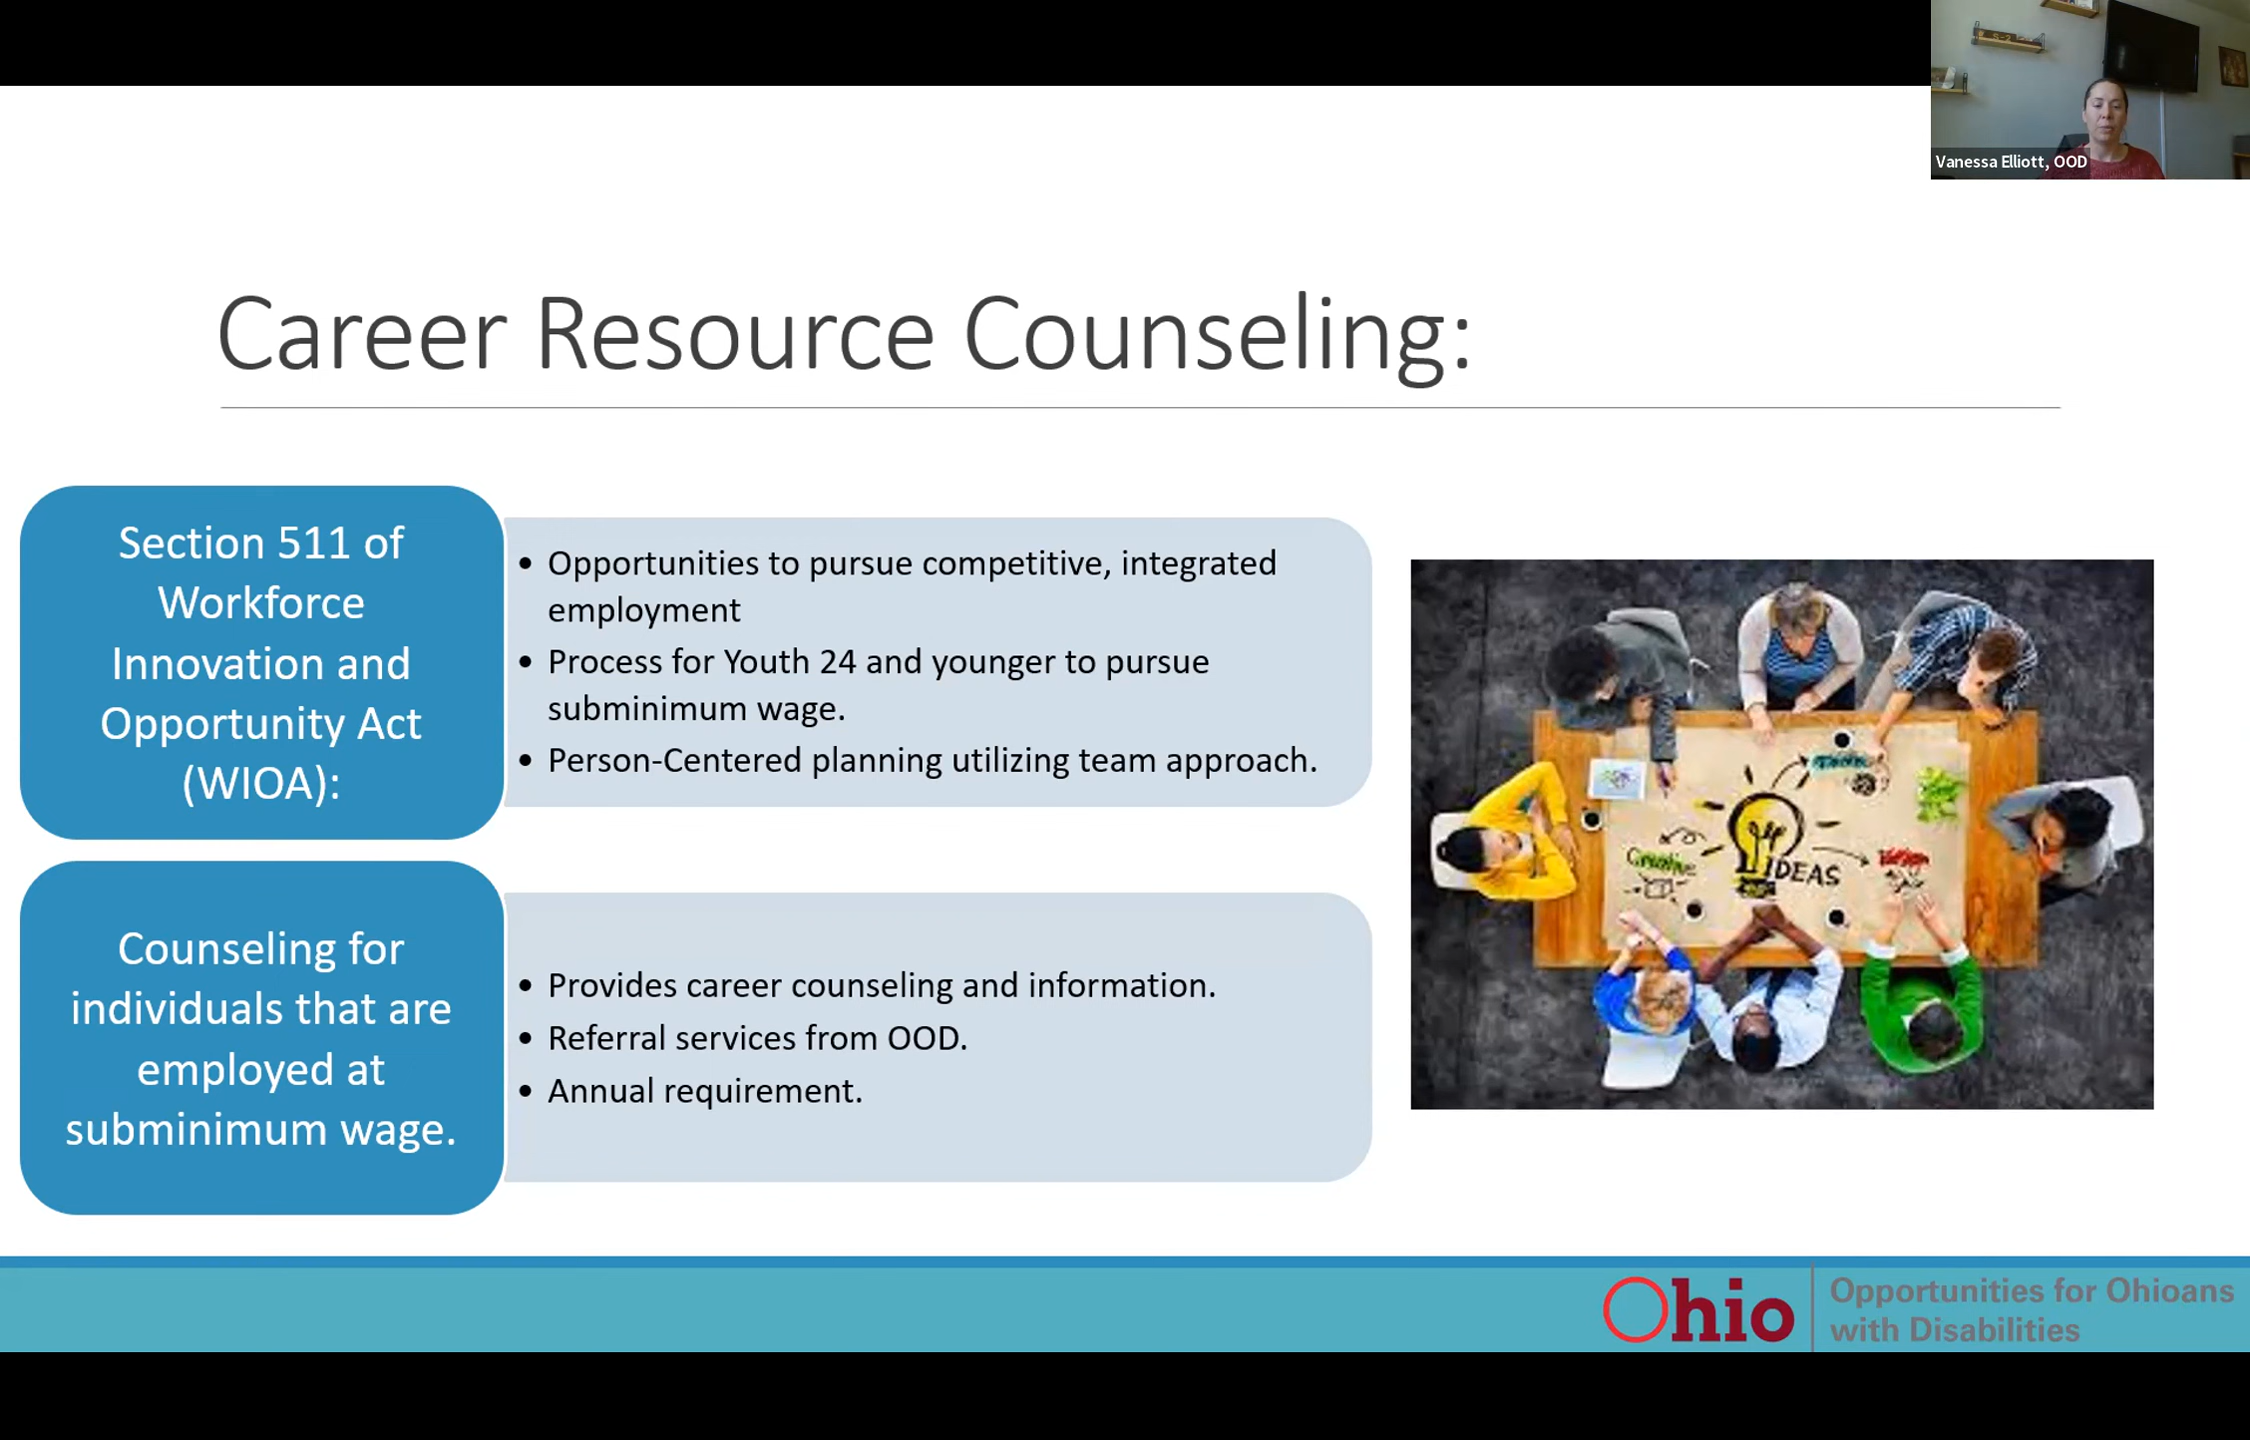 Vanessa Elliott, OOD
Career Resource Counseling:
Section 511 of
Workforce
Innovation and
Opportunity Act
(WIOA):
• Opportunities to pursue competitive, integrated
employment
• Process for Youth 24 and younger to pursue
subminimum wage.
• Person-Centered planning utilizing team approach.
Counseling for
individuals that are
employed at
subminimum wage.
• Provides career counseling and information.
• Referral services from OOD.
• Annual requirement.
Creative
IDEAS
Ohio
Opportunities for Ohioans
with Disabilities